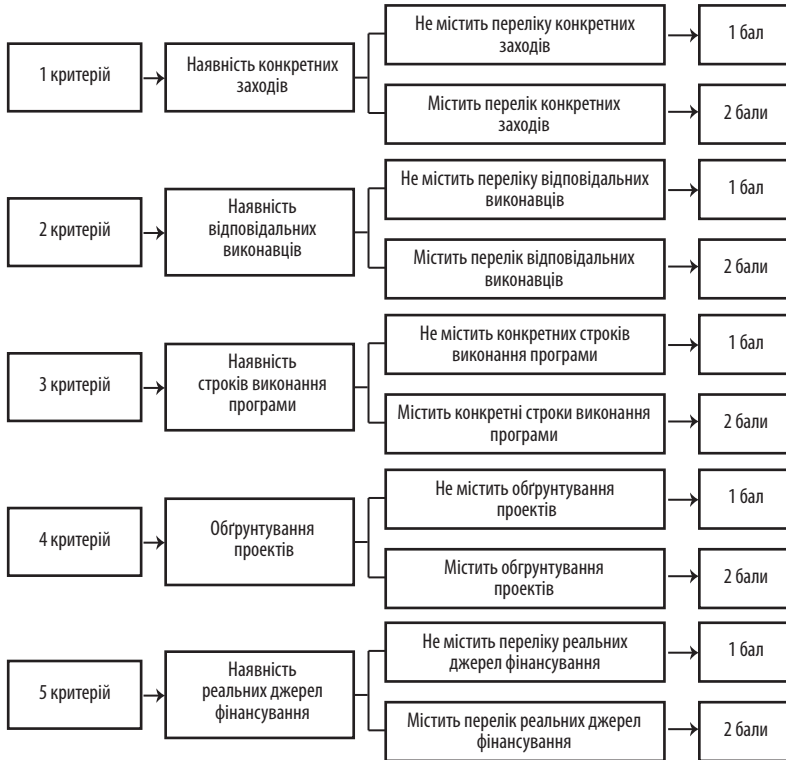 1 критерій
Наявність конкретних
заходів
Не містить переліку конкретних
заходів
1 бал
Містить перелік конкретних
заходів
2 бали
2 критерій
Наявність
відповідальних
виконавців
Не містить переліку відповідальних
виконавців
1 бал
Містить перелік відповідальних
виконавців
2 бали
3 критерій
Наявність
строків виконання
програми
Не містить конкретних строків
виконання програми
1 бал
Містить конкретні строки виконання
програми
2 бали
4 критерій
Обґрунтування
проектів
Не містить обґрунтування
проектів
1 бал
Містить обгрунтування
проектів
2 бали
5 критерій
Наявність
реальних джерел
фінансування
Не містить переліку реальних
джерел фінансування
1 бал
Містить перелік реальних джерел
фінансування
2 бали